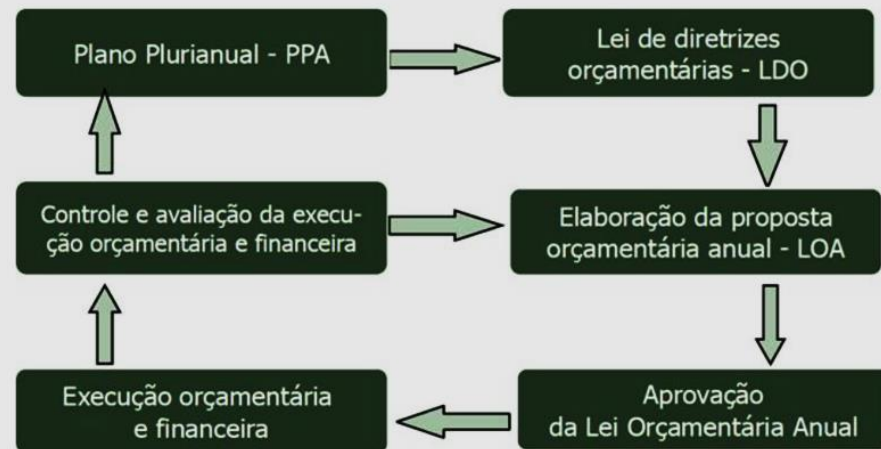 Plano Plurianual - PPA
Lei de diretrizes
orçamentárias - LDO
Controle e avaliação da execu-
ção orçamentária e financeira
Elaboração da proposta
orçamentária anual - LOA
Execução orçamentária
e financeira
Aprovação
da Lei Orçamentária Anual